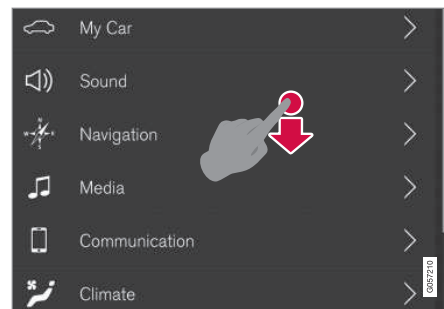 My Car
Sound
Navigation
Media
Communication
Climate
G057210